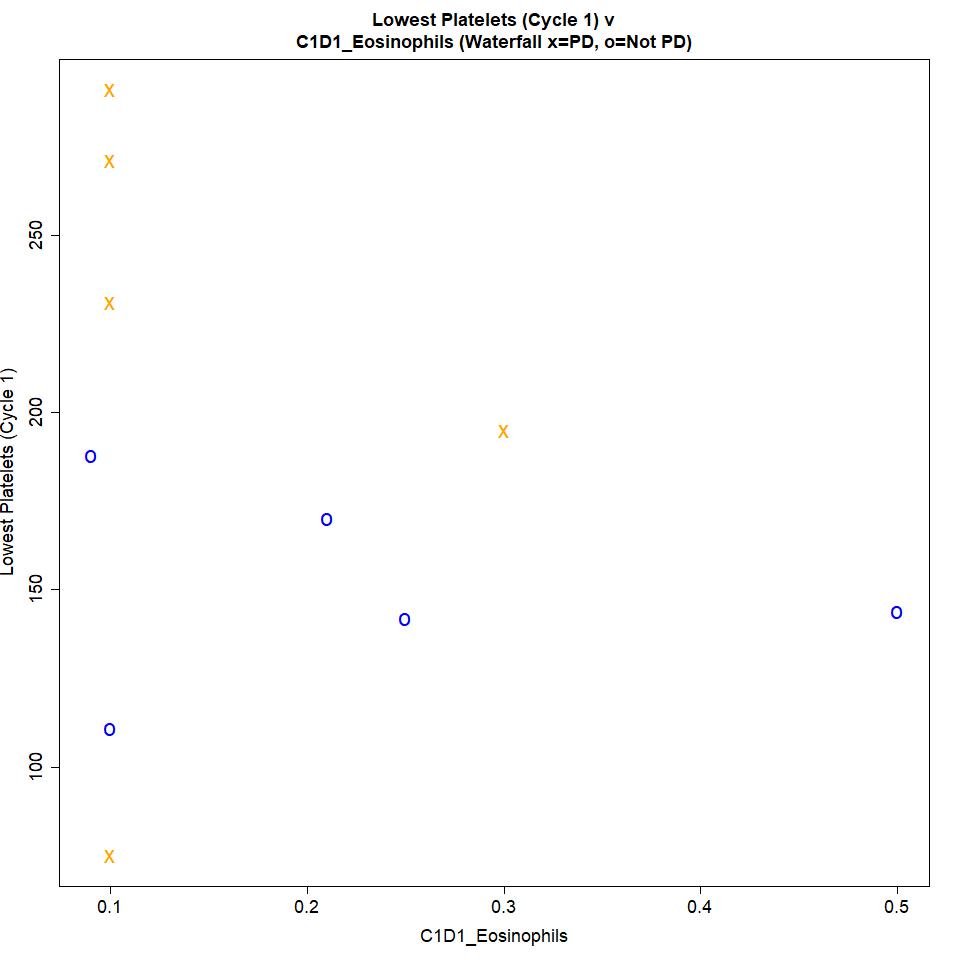 Lowest Platelets (Cycle 1) v
C1D1_Eosinophils (Waterfall x=PD, o=Not PD)
Lowest Platelets (Cycle 1)
250
200
150
100
x
x
x
x
o
o
o
o
o
x
0.1 0.2 0.3 0.4 0.5
C1D1_Eosinophils